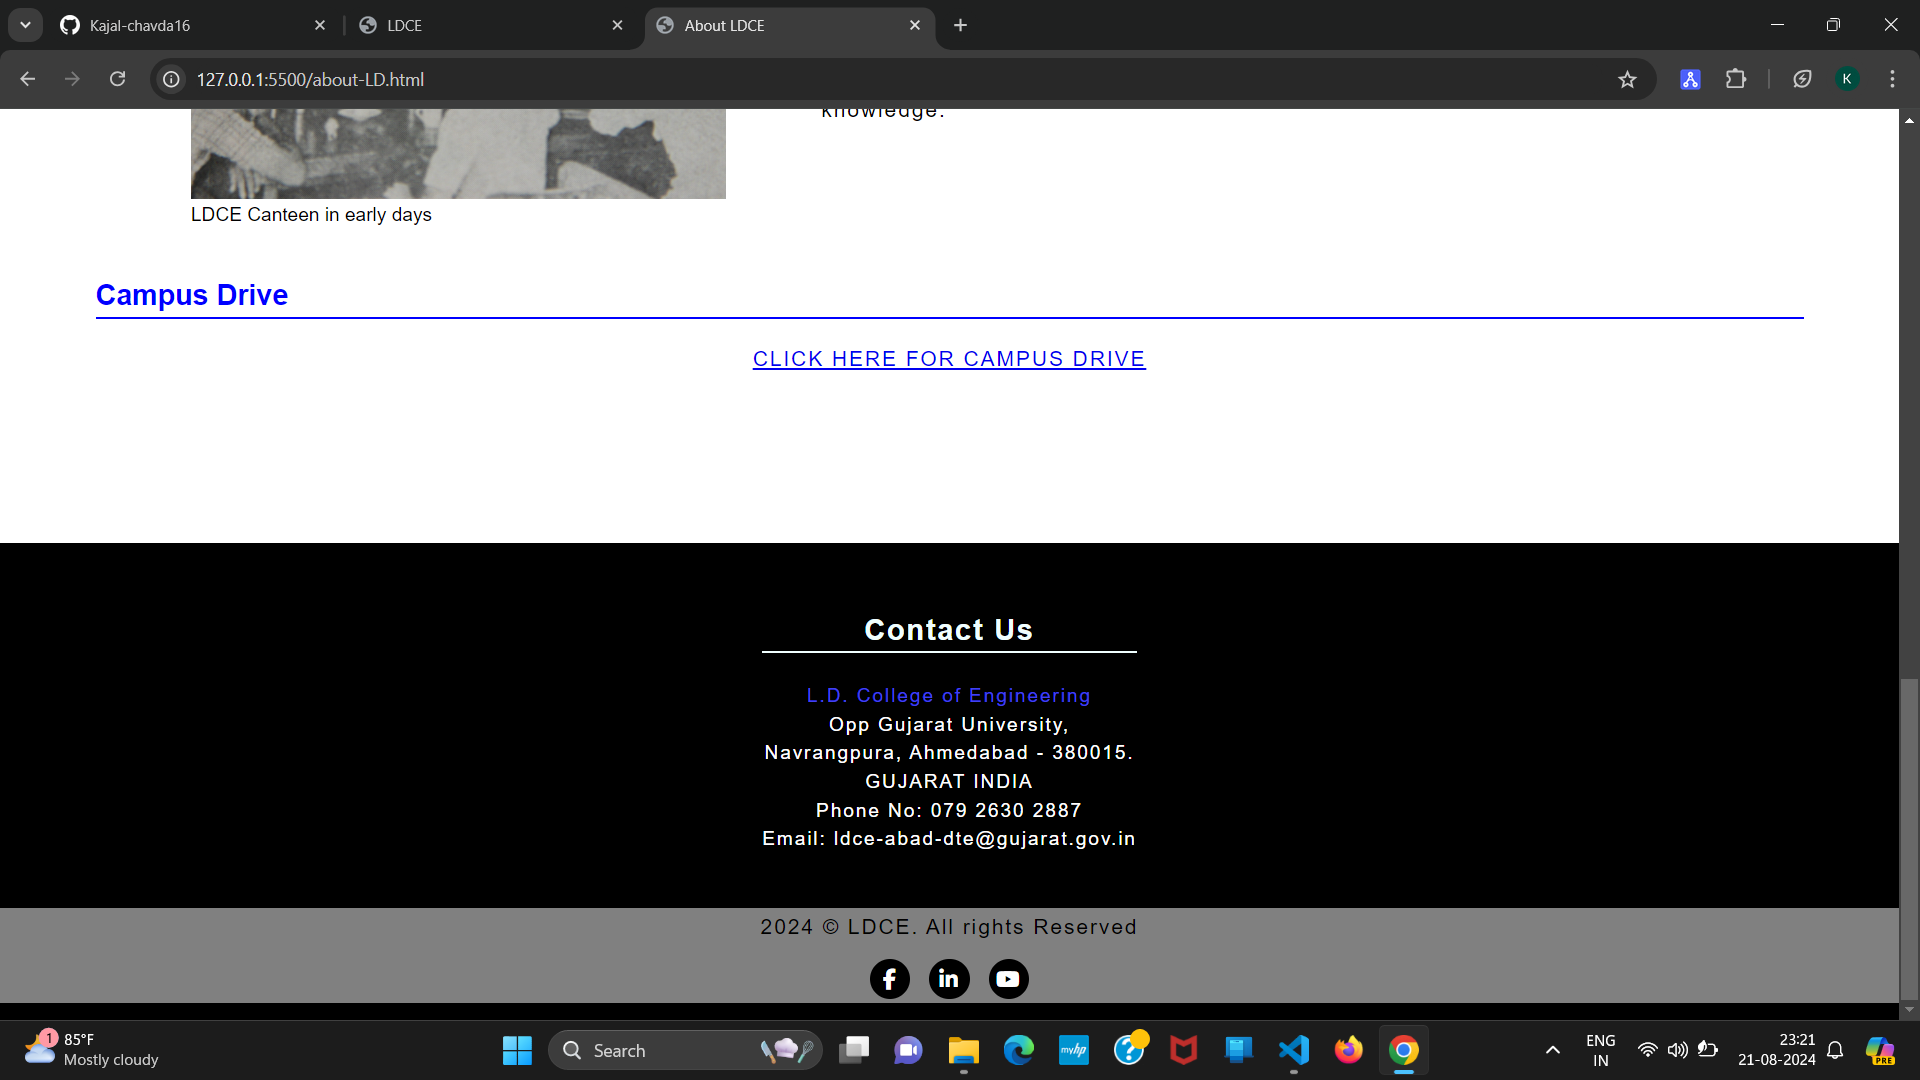 Kajal-chavda16
LDCE
About LDCE
127.0.0.1:5500/about-LD.html
K
knowledge.
LDCE Canteen in early days
Campus Drive
CLICK HERE FOR CAMPUS DRIVE
Contact Us
L.D. College of Engineering
Opp Gujarat University,
Navrangpura, Ahmedabad - 380015.
GUJARAT INDIA
Phone No: 079 2630 2887
Email: ldce-abad-dte@gujarat.gov.in
2024 © LDCE. All rights Reserved
1
85°F
Mostly cloudy
Search
myhp
ENG
IN
23:21
21-08-2024
PRE